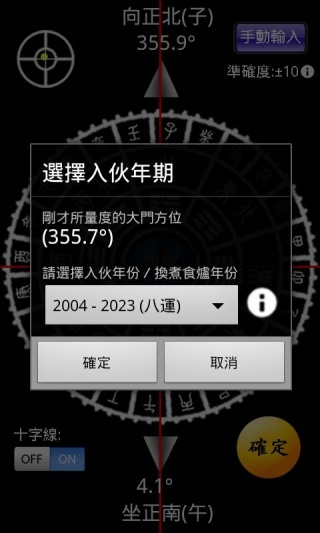 向正北(子)
355.9°
手動輸入
準確度:±10
壬 子 癸
選擇入伙年期
剛才所量度的大門方位
(355.7°)
請選擇入伙年份 / 換煮食爐年份
2004 - 2023 (八運)
確定
取消
十字線:
OFF ON
確定
4.1°
坐正南(午)